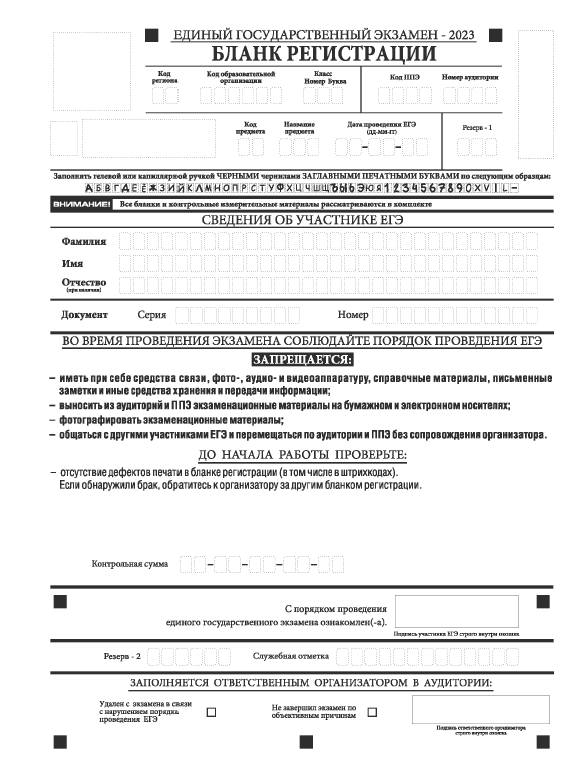 ЕДИНЫЙ ГОСУДАРСТВЕННЫЙ ЭКЗАМЕН - 2023
БЛАНК РЕГИСТРАЦИИ
Код региона
Код образовательной организации
Класс
Номер Буква
Код ППЭ
Номер аудитории
Код предмета
Название предмета
Дата проведения ЕГЭ
(ДД-ММ-ГГ)
Резерв - 1
Заполнять гелевой или капиллярной ручкой ЧЕРНЫМИ чернилами ЗАГЛАВНЫМИ ПЕЧАТНЫМИ БУКВАМИ по следующим образцам:
АБВГДЕЁЖЗИЙКЛМНОПРСТУФХЦЧШЩЪЫЬЭЮЯ1234567890XVIL-
ВНИМАНИЕ! Все бланки и контрольные измерительные материалы рассматриваются в комплекте
СВЕДЕНИЯ ОБ УЧАСТНИКЕ ЕГЭ
Фамилия
Имя
Отчество
(при наличии)
Документ Серия Номер
ВО ВРЕМЯ ПРОВЕДЕНИЯ ЭКЗАМЕНА СОБЛЮДАЙТЕ ПОРЯДОК ПРОВЕДЕНИЯ ЕГЭ
ЗАПРЕЩАЕТСЯ:
– иметь при себе средства связи, фото-, аудио- и видеоаппаратуру, справочные материалы, письменные
заметки и иные средства хранения и передачи информации;
– выносить из аудиторий и ППЭ экзаменационные материалы на бумажном и электронном носителях;
– фотографировать экзаменационные материалы;
– общаться с другими участниками ЕГЭ и перемещаться по аудитории и ППЭ без сопровождения организатора.
ДО НАЧАЛА РАБОТЫ ПРОВЕРЬТЕ:
– отсутствие дефектов печати в бланке регистрации (в том числе в штрихкодах).
Если обнаружили брак, обратитесь к организатору за другим бланком регистрации.
Контрольная сумма
С порядком проведения
единого государственного экзамена ознакомлен(-а).
Подпись участника ЕГЭ строго внутри окошка
Резерв - 2 Служебная отметка
ЗАПОЛНЯЕТСЯ ОТВЕТСТВЕННЫМ ОРГАНИЗАТОРОМ В АУДИТОРИИ:
Удален с экзамена в связи
с нарушением порядка
проведения ЕГЭ
Не завершил экзамен по
объективным причинам
Подпись ответственного организатора
строго внутри окошка